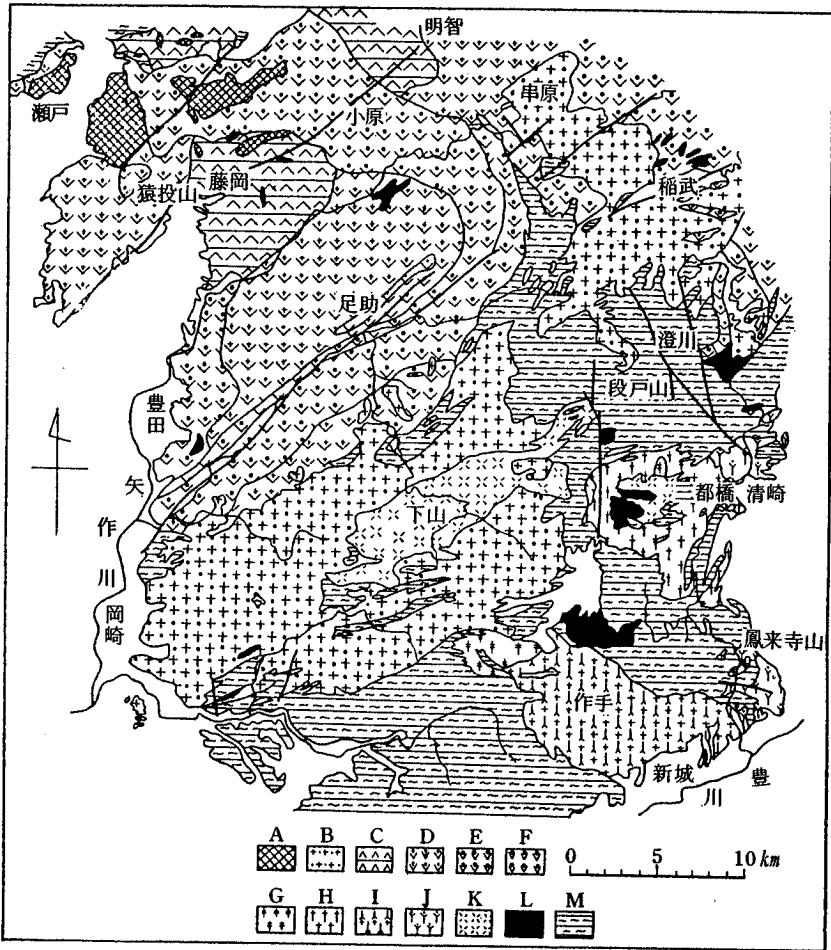 明智
瀬戸
串原
小原
猿投山
藤岡
稲武
足助
澄川
豊田
段戸山
矢作川
都橋 清崎
下山
岡崎
鳳来寺山
作手
新城
豊川
A B C D E F
0 5 10 km
G H I J K L M